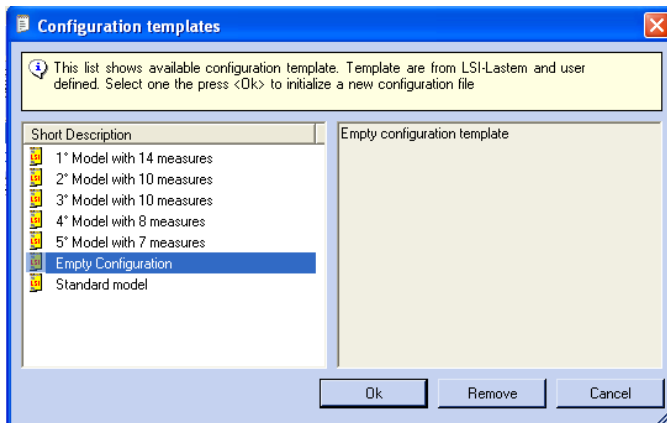 Configuration templates
This list shows available configuration template. Template are from LSI-Lastem and user
defined. Select one the press <Ok> to initialize a new configuration file
Short Description
1° Model with 14 measures
2° Model with 10 measures
3° Model with 10 measures
4° Model with 8 measures
5° Model with 7 measures
Empty Configuration
Standard model
Empty configuration template
Ok
Remove
Cancel